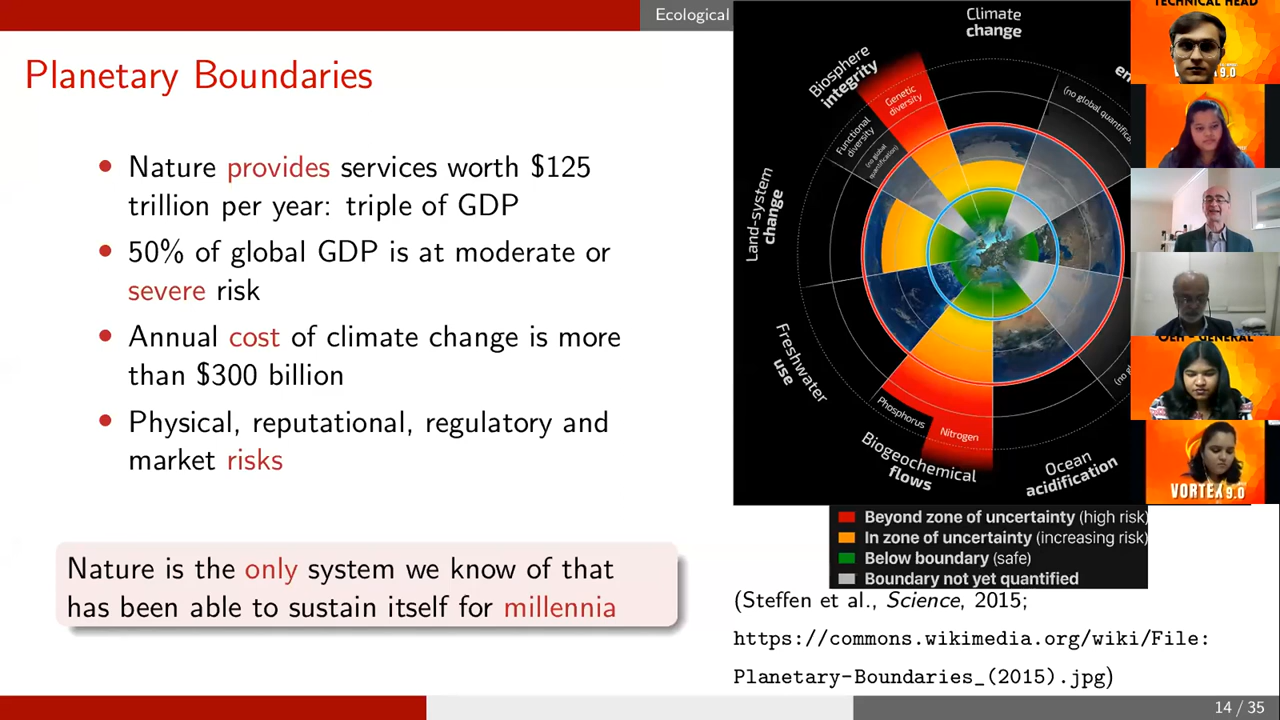 Ecological
Planetary Boundaries
• Nature provides services worth $125
trillion per year: triple of GDP
• 50% of global GDP is at moderate or
severe risk
• Annual cost of climate change is more
than $300 billion
• Physical, reputational, regulatory and
market risks
Nature is the only system we know of that
has been able to sustain itself for millennia
Climate
change
Biosphere
integrity
Genetic
diversity
Functional
diversity
(no global
quantification)
(no global
Land-system
change
Freshwater
use
Phosphorus
Nitrogen
Biogeochemical
flows
Ocean
acidification
Beyond zone of uncertainty (high risk)
In zone of uncertainty (increasing risk)
Below boundary (safe)
Boundary not yet quantified
(Steffen et al., Science, 2015;
https://commons.wikimedia.org/wiki/File:
Planetary-Boundaries_(2015).jpg)
TECHNICAL HEAD
9.0
OEH - GENERAL
VORTEX 9.0
14 / 35